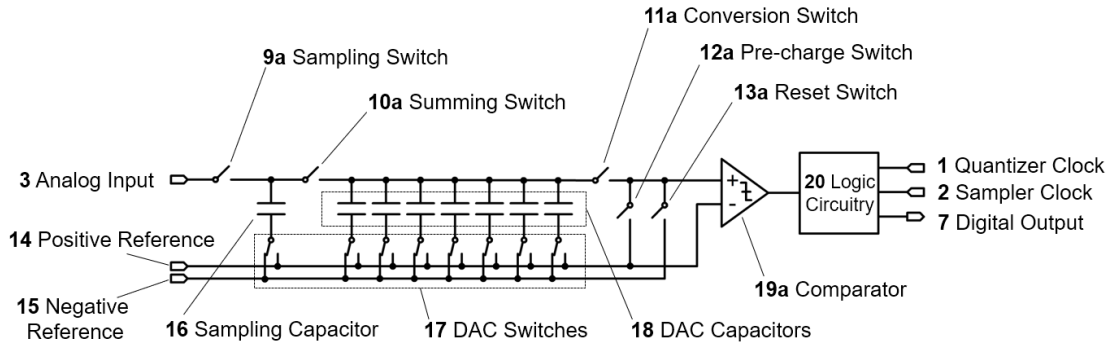 11a Conversion Switch
12a Pre-charge Switch
9a Sampling Switch
13a Reset Switch
10a Summing Switch
3 Analog Input
+
-
20 Logic
Circuitry
1 Quantizer Clock
2 Sampler Clock
7 Digital Output
14 Positive Reference
15 Negative
Reference
16 Sampling Capacitor
17 DAC Switches
18 DAC Capacitors
19a Comparator